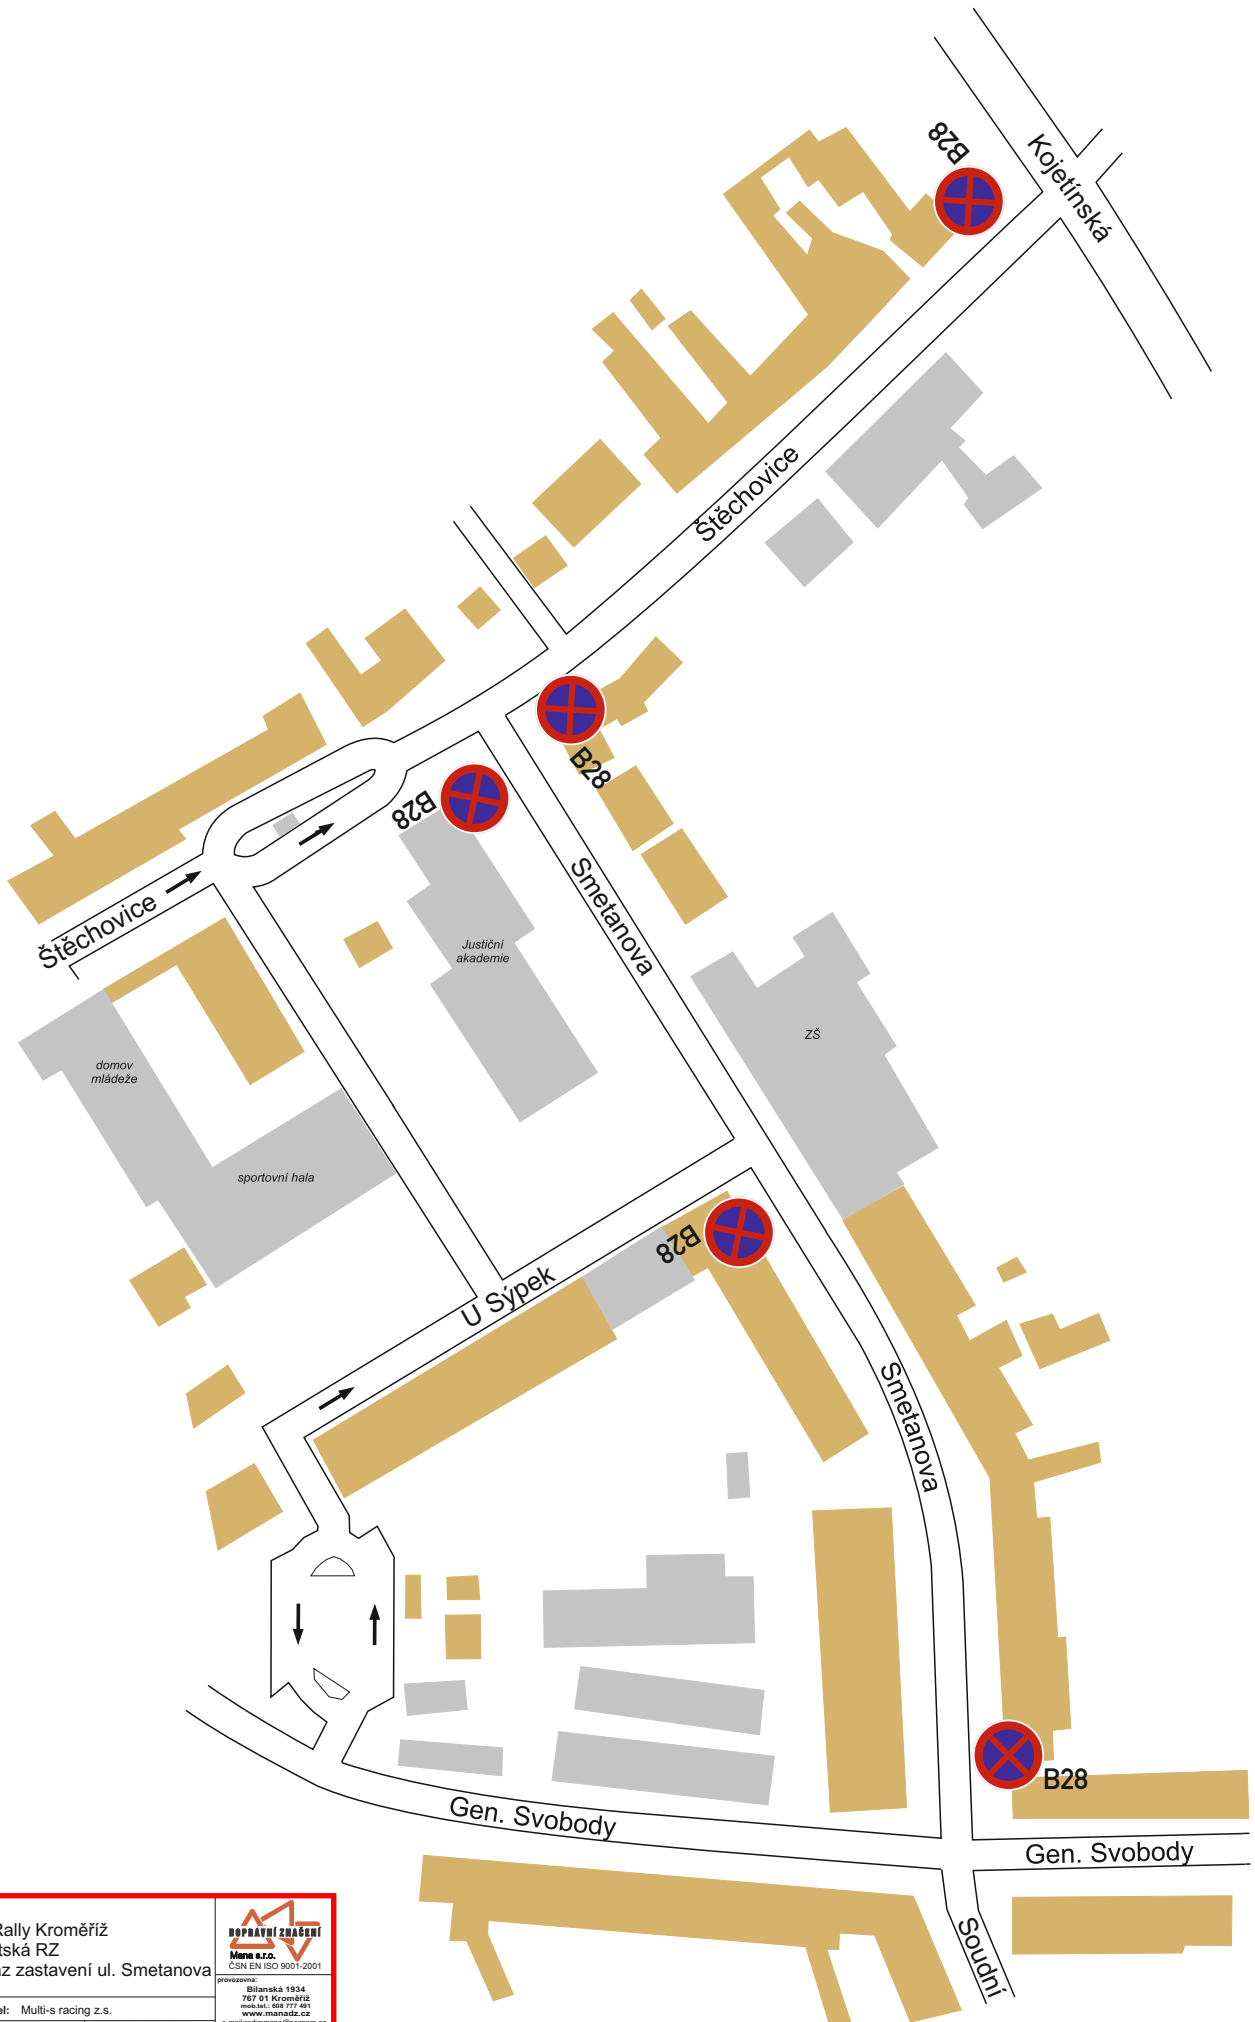 B28
Kojetínská
Štěchovice
B28
B28
Štěchovice
Smetanova
Justiční
akademie
ZŠ
domov
mládeže
sportovní hala
B28
U Sýpek
Smetanova
B28
Gen. Svobody
Gen. Svobody
Soudní
Rally Kroměříž
tská RZ
az zastavení ul. Smetanova
el: Multi-s racing z.s.
DOPRAVNÍ ZNAČENÍ
Mana s.r.o.
ČSN EN ISO 9001-2001
provozovna:
Bílanská 1934
767 01 Kroměříž
mob.tel.: 608 777 491
www.manadz.cz